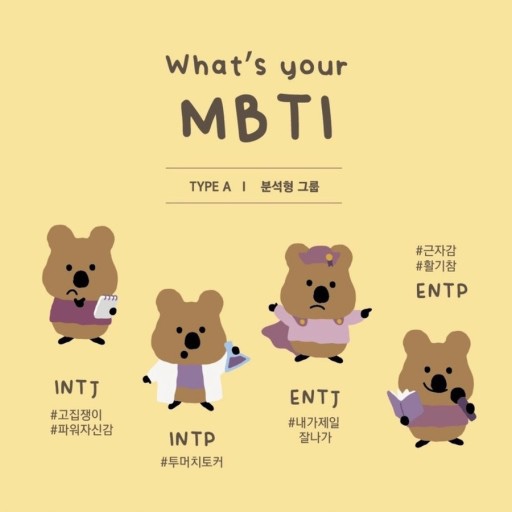 What's your
MBTI
TYPE A | 분석형 그룹
INTJ
#고집쟁이
#파워자신감
INTP
#투머치토커
ENTJ
#내가제일
잘나가
#근자감
#활기참
ENTP